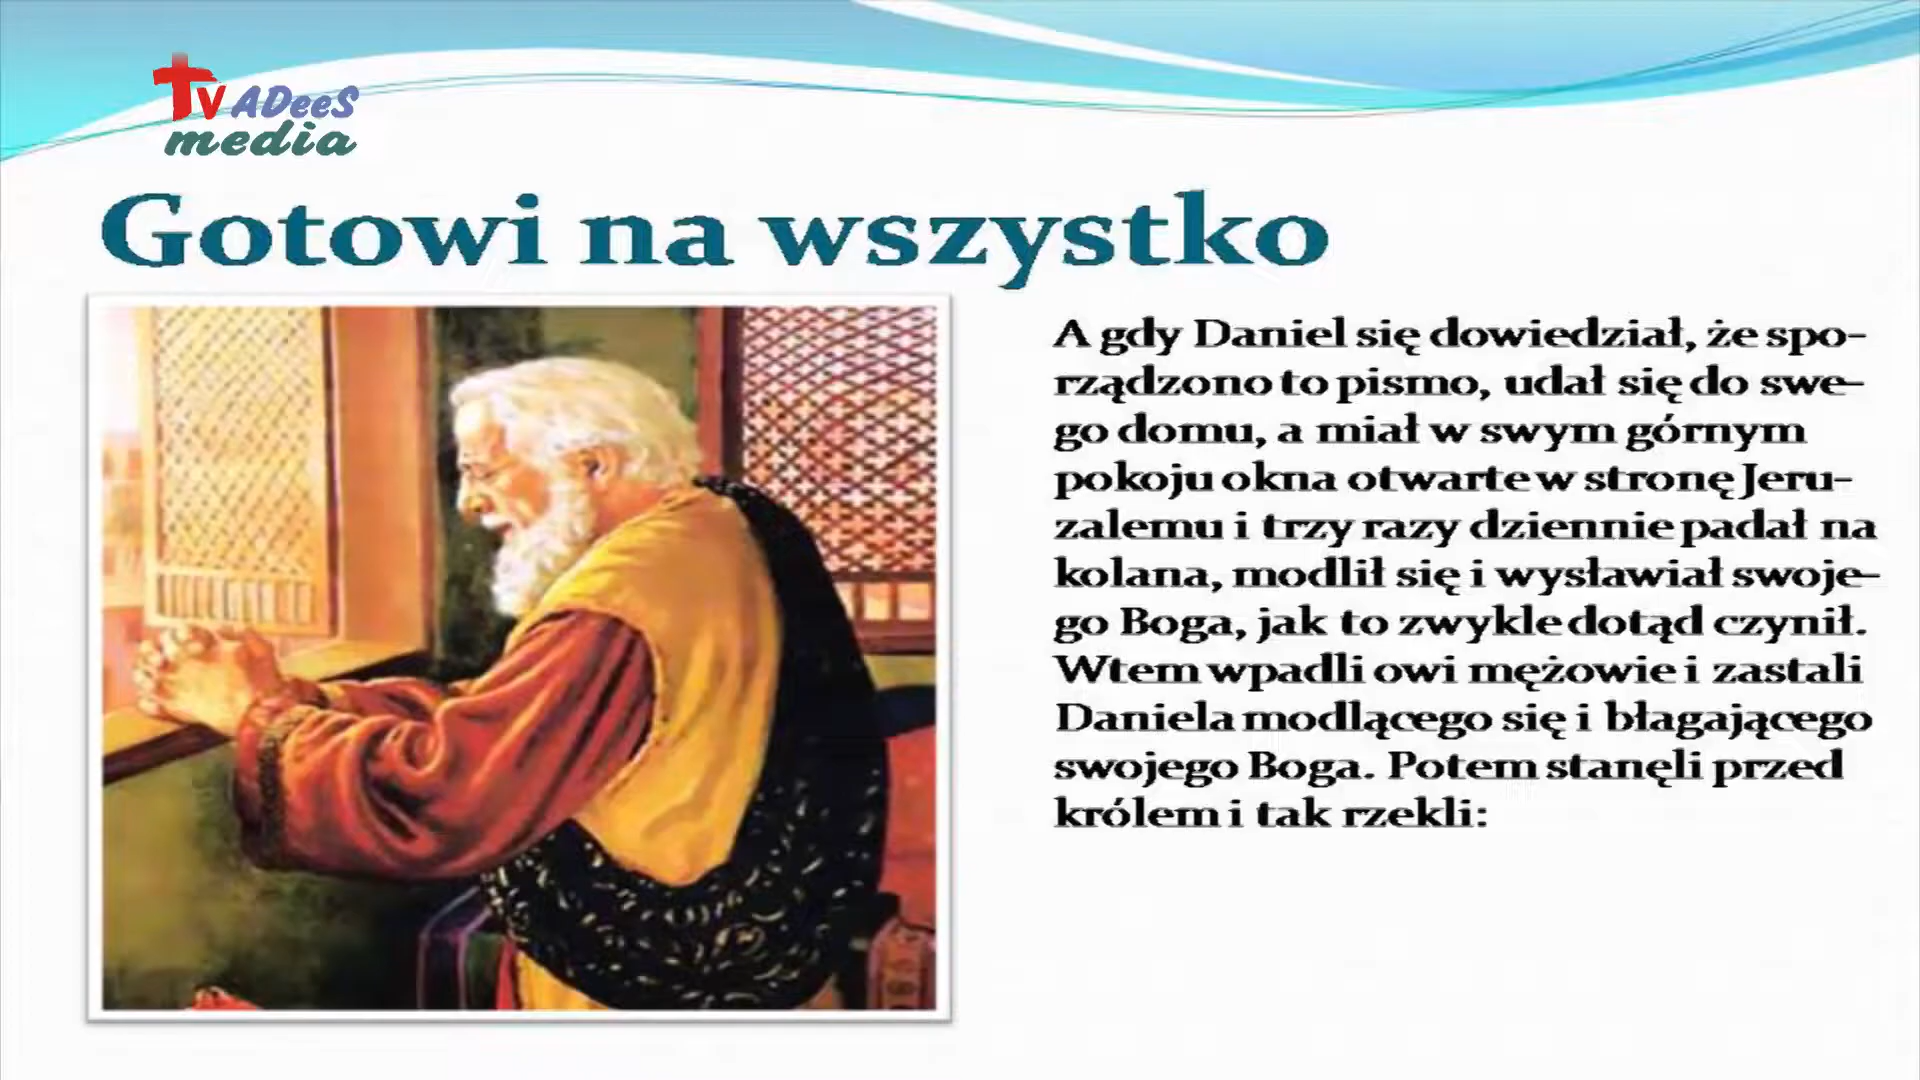 TV ADeeS
media
Gotowi na wszystko
A gdy Daniel się dowiedział, że spo-
rządzono to pismo, udał się do swe-
go domu, a miał w swym górnym
pokoju okna otwarte w stronę Jeru-
zalemu i trzy razy dziennie padał na
kolana, modlił się i wysławiał swoje-
go Boga, jak to zwykle dotąd czynił.
Wtem wpadli owi mężowie i zastali
Daniela modlącego się i błagającego
swojego Boga. Potem stanęli przed
królem i tak rzekli: